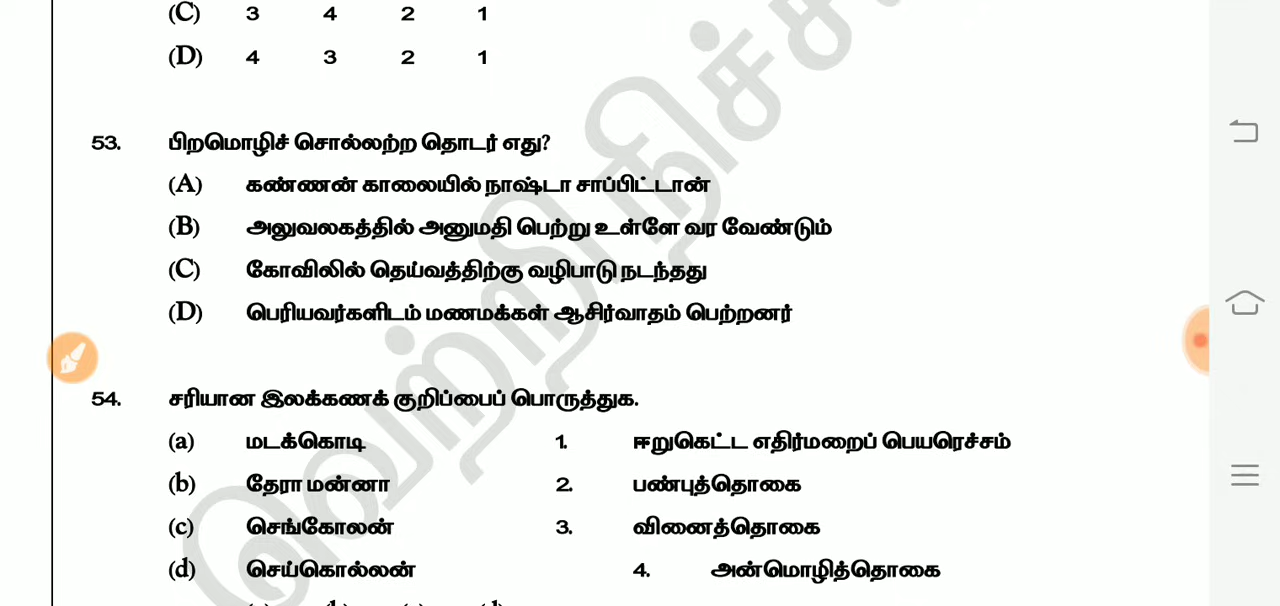 (C) 3 4 2 1
(D) 4 3 2 1
53. பிறமொழிச் சொல்லற்ற தொடர் எது?
(A) கண்ணன் காலையில் நாஷ்டா சாப்பிட்டான்
(B) அலுவலகத்தில் அனுமதி பெற்று உள்ளே வர வேண்டும்
(C) கோவிலில் தெய்வத்திற்கு வழிபாடு நடந்தது
(D) பெரியவர்களிடம் மணமக்கள் ஆசிர்வாதம் பெற்றனர்
54. சரியான இலக்கணக் குறிப்பைப் பொருத்துக.
(a) மடக்கொடி 1. ஈறுகெட்ட எதிர்மறைப் பெயரெச்சம்
(b) தேரா மன்னா 2. பண்புத்தொகை
(c) செங்கோலன் 3. வினைத்தொகை
(d) செய்கொல்லன் 4. அன்மொழித்தொகை